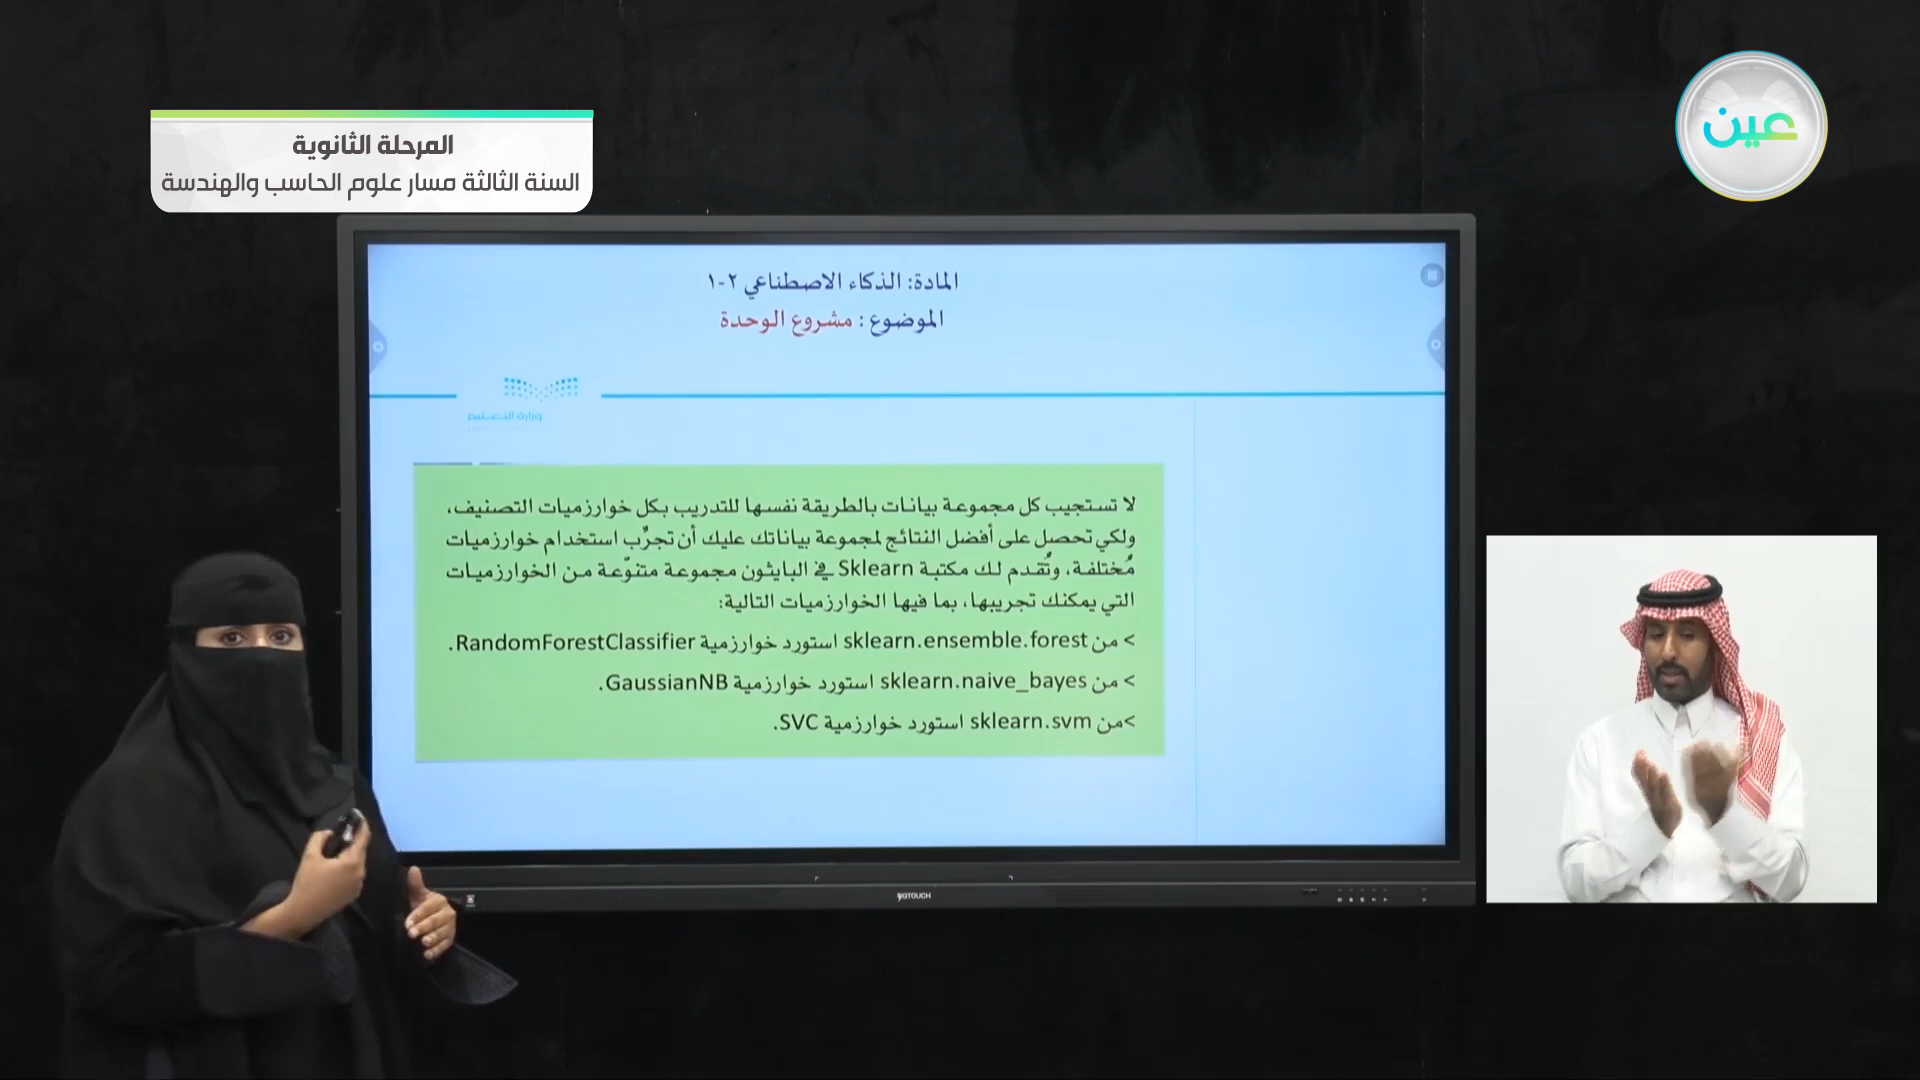 المرحلة الثانوية
السنة الثالثة مسار علوم الحاسب والهندسة
عين
المادة: الذكاء الاصطناعي ٢-١
الموضوع : مشروع الوحدة
وزارة التعليم
لا تستجيب كل مجموعة بيانات بالطريقة نفسها للتدريب بكل خوارزميات التصنيف،
ولكي تحصل على أفضل النتائج لمجموعة بياناتك عليك أن تجرِّب استخدام خوارزميات
مُختلفة، وتُقدم لك مكتبة Sklearn في البايثون مجموعة متنوّعة من الخوارزميات
التي يمكنك تجريبها، بما فيها الخوارزميات التالية:
> من sklearn.ensemble.forest استورد خوارزمية RandomForestClassifier.
> من sklearn.naive_bayes استورد خوارزمية GaussianNB.
>من sklearn.svm استورد خوارزمية SVC.